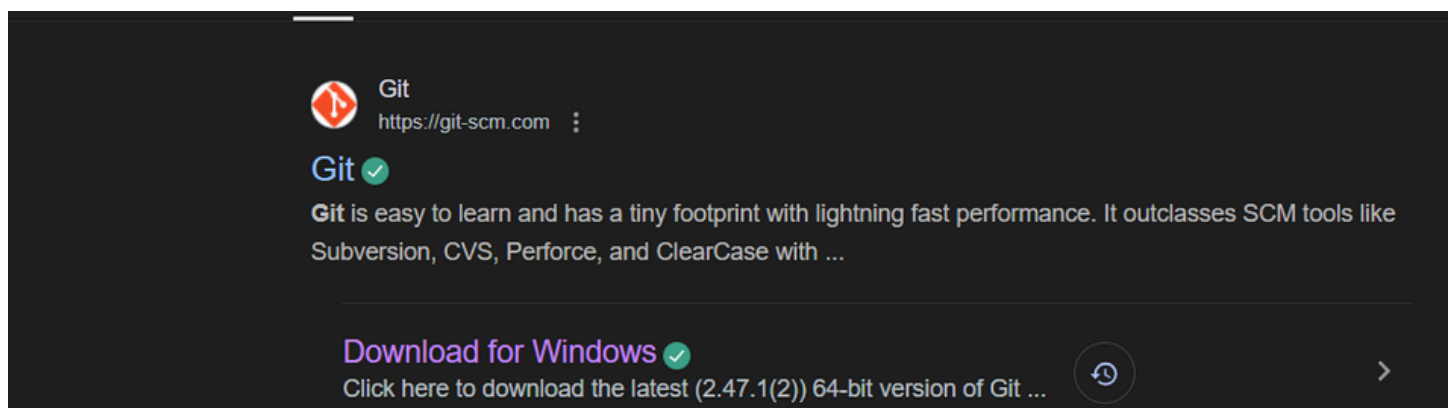 Git
https://git-scm.com
Git
Git is easy to learn and has a tiny footprint with lightning fast performance. It outclasses SCM tools like
Subversion, CVS, Perforce, and ClearCase with ...
Download for Windows
Click here to download the latest (2.47.1(2)) 64-bit version of Git ...